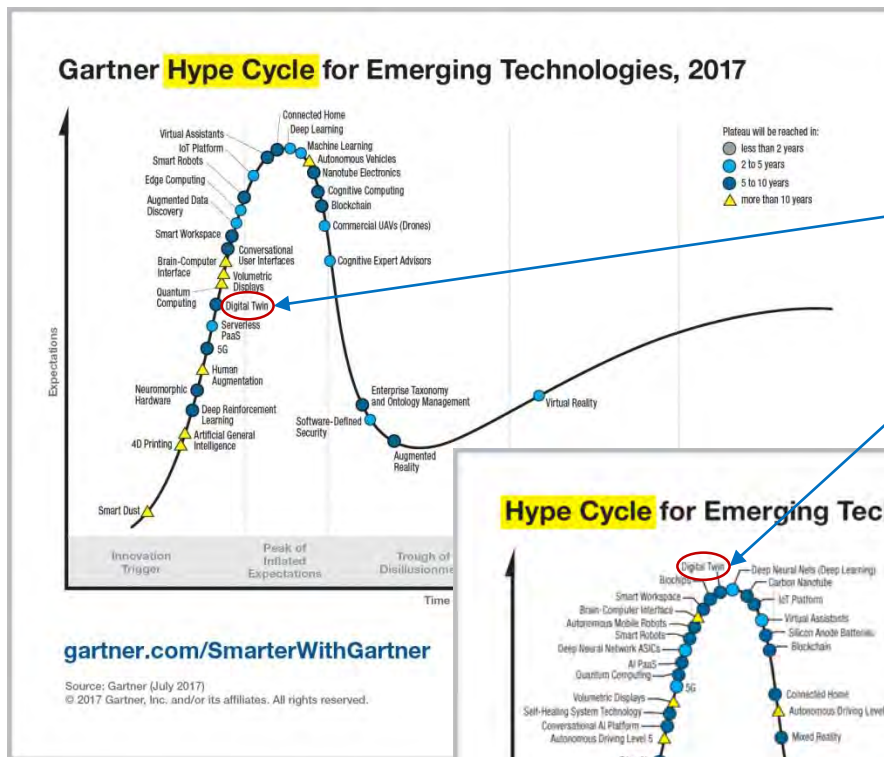 Gartner Hype Cycle for Emerging Technologies, 2017
Connected Home
Deep Learning
Virtual Assistants
Machine Learning
IoT Platform
Autonomous Vehicles
Smart Robots
Nanotube Electronics
Edge Computing
Cognitive Computing
Augmented Data
Discovery
Blockchain
Commercial UAVs (Drones)
Smart Workspace
Conversational
User Interfaces
Cognitive Expert Advisors
Brain-Computer
Interface
Volumetric
Displays
Quantum
Computing
Digital Twin
Serverless
PaaS
5G
Human
Augmentation
Neuromorphic
Hardware
Deep Reinforcement
Learning
Artificial General
Intelligence
4D Printing
Smart Dust
Enterprise Taxonomy
and Ontology Management
Software-Defined
Security
Augmented
Reality
Virtual Reality
Plateau will be reached in:
less than 2 years
2 to 5 years
5 to 10 years
more than 10 years
Expectations
Innovation
Trigger
Peak of
Inflated
Expectations
Trough of
Disillusionme
Time
gartner.com/SmarterWithGartner
Source: Gartner (July 2017)
© 2017 Gartner, Inc. and/or its affiliates. All rights reserved.
Hype Cycle for Emerging Tec
Digital Twin
Deep Neural Nets (Deep Learning)
Biochips
Carbon Nanotube
Smart Workspace
IoT Platform
Brain-Computer Interface
Virtual Assistants
Autonomous Mobile Robots
Smart Robots
Silicon Anode Batteries
Deep Neural Network ASICs
Blockchain
AI PaaS
Quantum Computing
5G
Volumetric Displays
Connected Home
Self-Healing System Technology
Autonomous Driving Level
Conversational AI Platform
Autonomous Driving Level 5
Mixed Reality